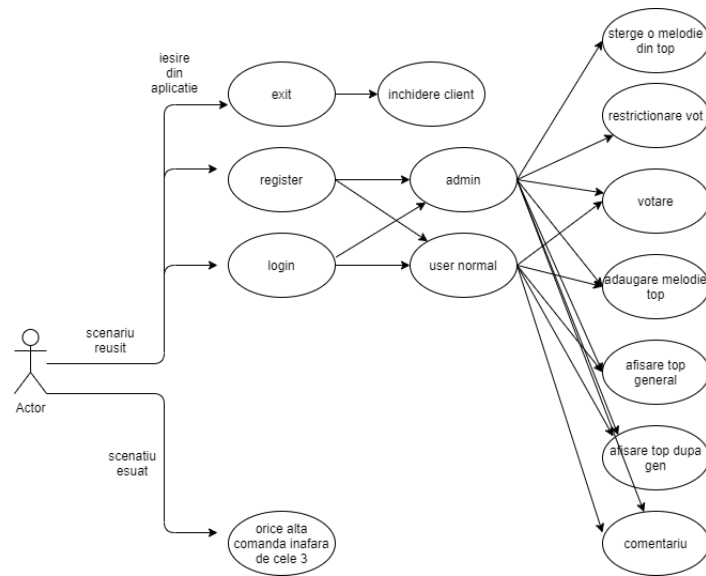 iesire
din
aplicatie
exit
inchidere client
sterge o melodie
din top
restrictionare vot
register
admin
votare
login
user normal
adaugare melodie
top
scenariu
reusit
Actor
afisare top
general
scenatiu
esuat
afisare top dupa
gen
orice alta
comanda inafara
de cele 3
comentariu